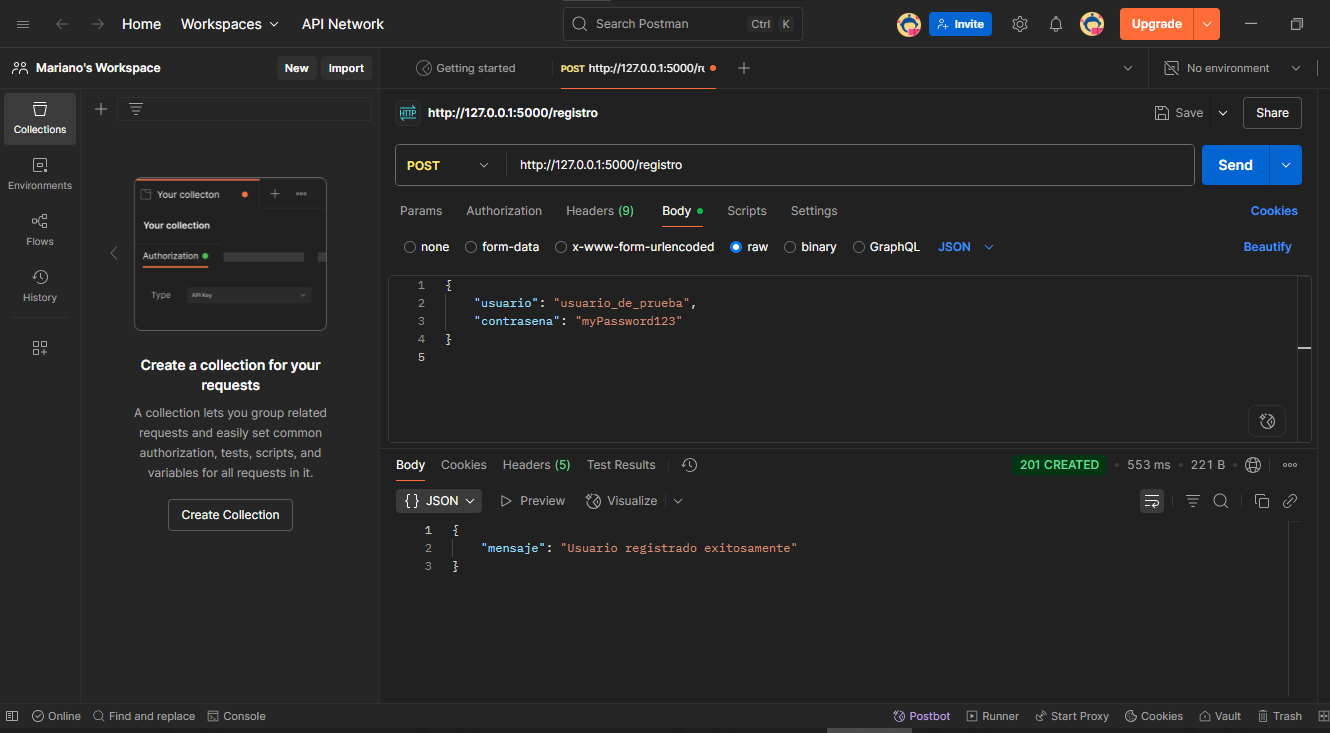 Home Workspaces API Network Search Postman Ctrl K Invite Upgrade
Mariano's Workspace New Import Getting started POST http://127.0.0.1:5000/re No environment
Collections
Environments
Flows
History
Your collecton
Your collection
Authorization
Type API Key
Create a collection for your
requests
A collection lets you group related
requests and easily set common
authorization, tests, scripts, and
variables for all requests in it.
Create Collection
HTTP http://127.0.0.1:5000/registro Save Share
POST http://127.0.0.1:5000/registro Send
Params Authorization Headers (9) Body Scripts Settings Cookies
none form-data x-www-form-urlencoded raw binary GraphQL JSON Beautify
1 {
2 "usuario": "usuario_de_prueba",
3 "contrasena": "myPassword123"
4 }
5
Body Cookies Headers (5) Test Results 201 CREATED 553 ms 221 B
{} JSON Preview Visualize
1 {
2 "mensaje": "Usuario registrado exitosamente"
3 }
Online Find and replace Console Postbot Runner Start Proxy Cookies Vault Trash